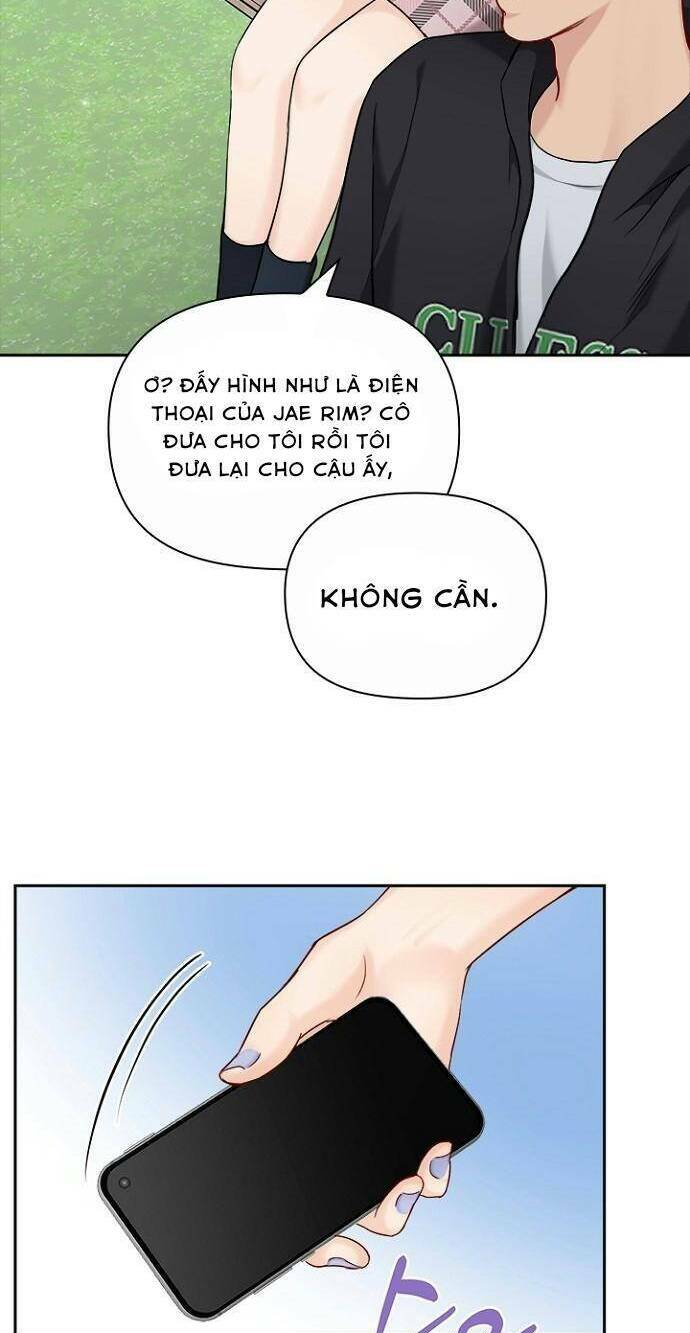 GUESS
Ơ? ĐẤY HÌNH NHƯ LÀ ĐIỆN
THOẠI CỦA JAE RIM? CÔ
ĐƯA CHO TÔI RỒI TÔI
ĐƯA LẠI CHO CẬU ẤY,
KHÔNG CẦN.